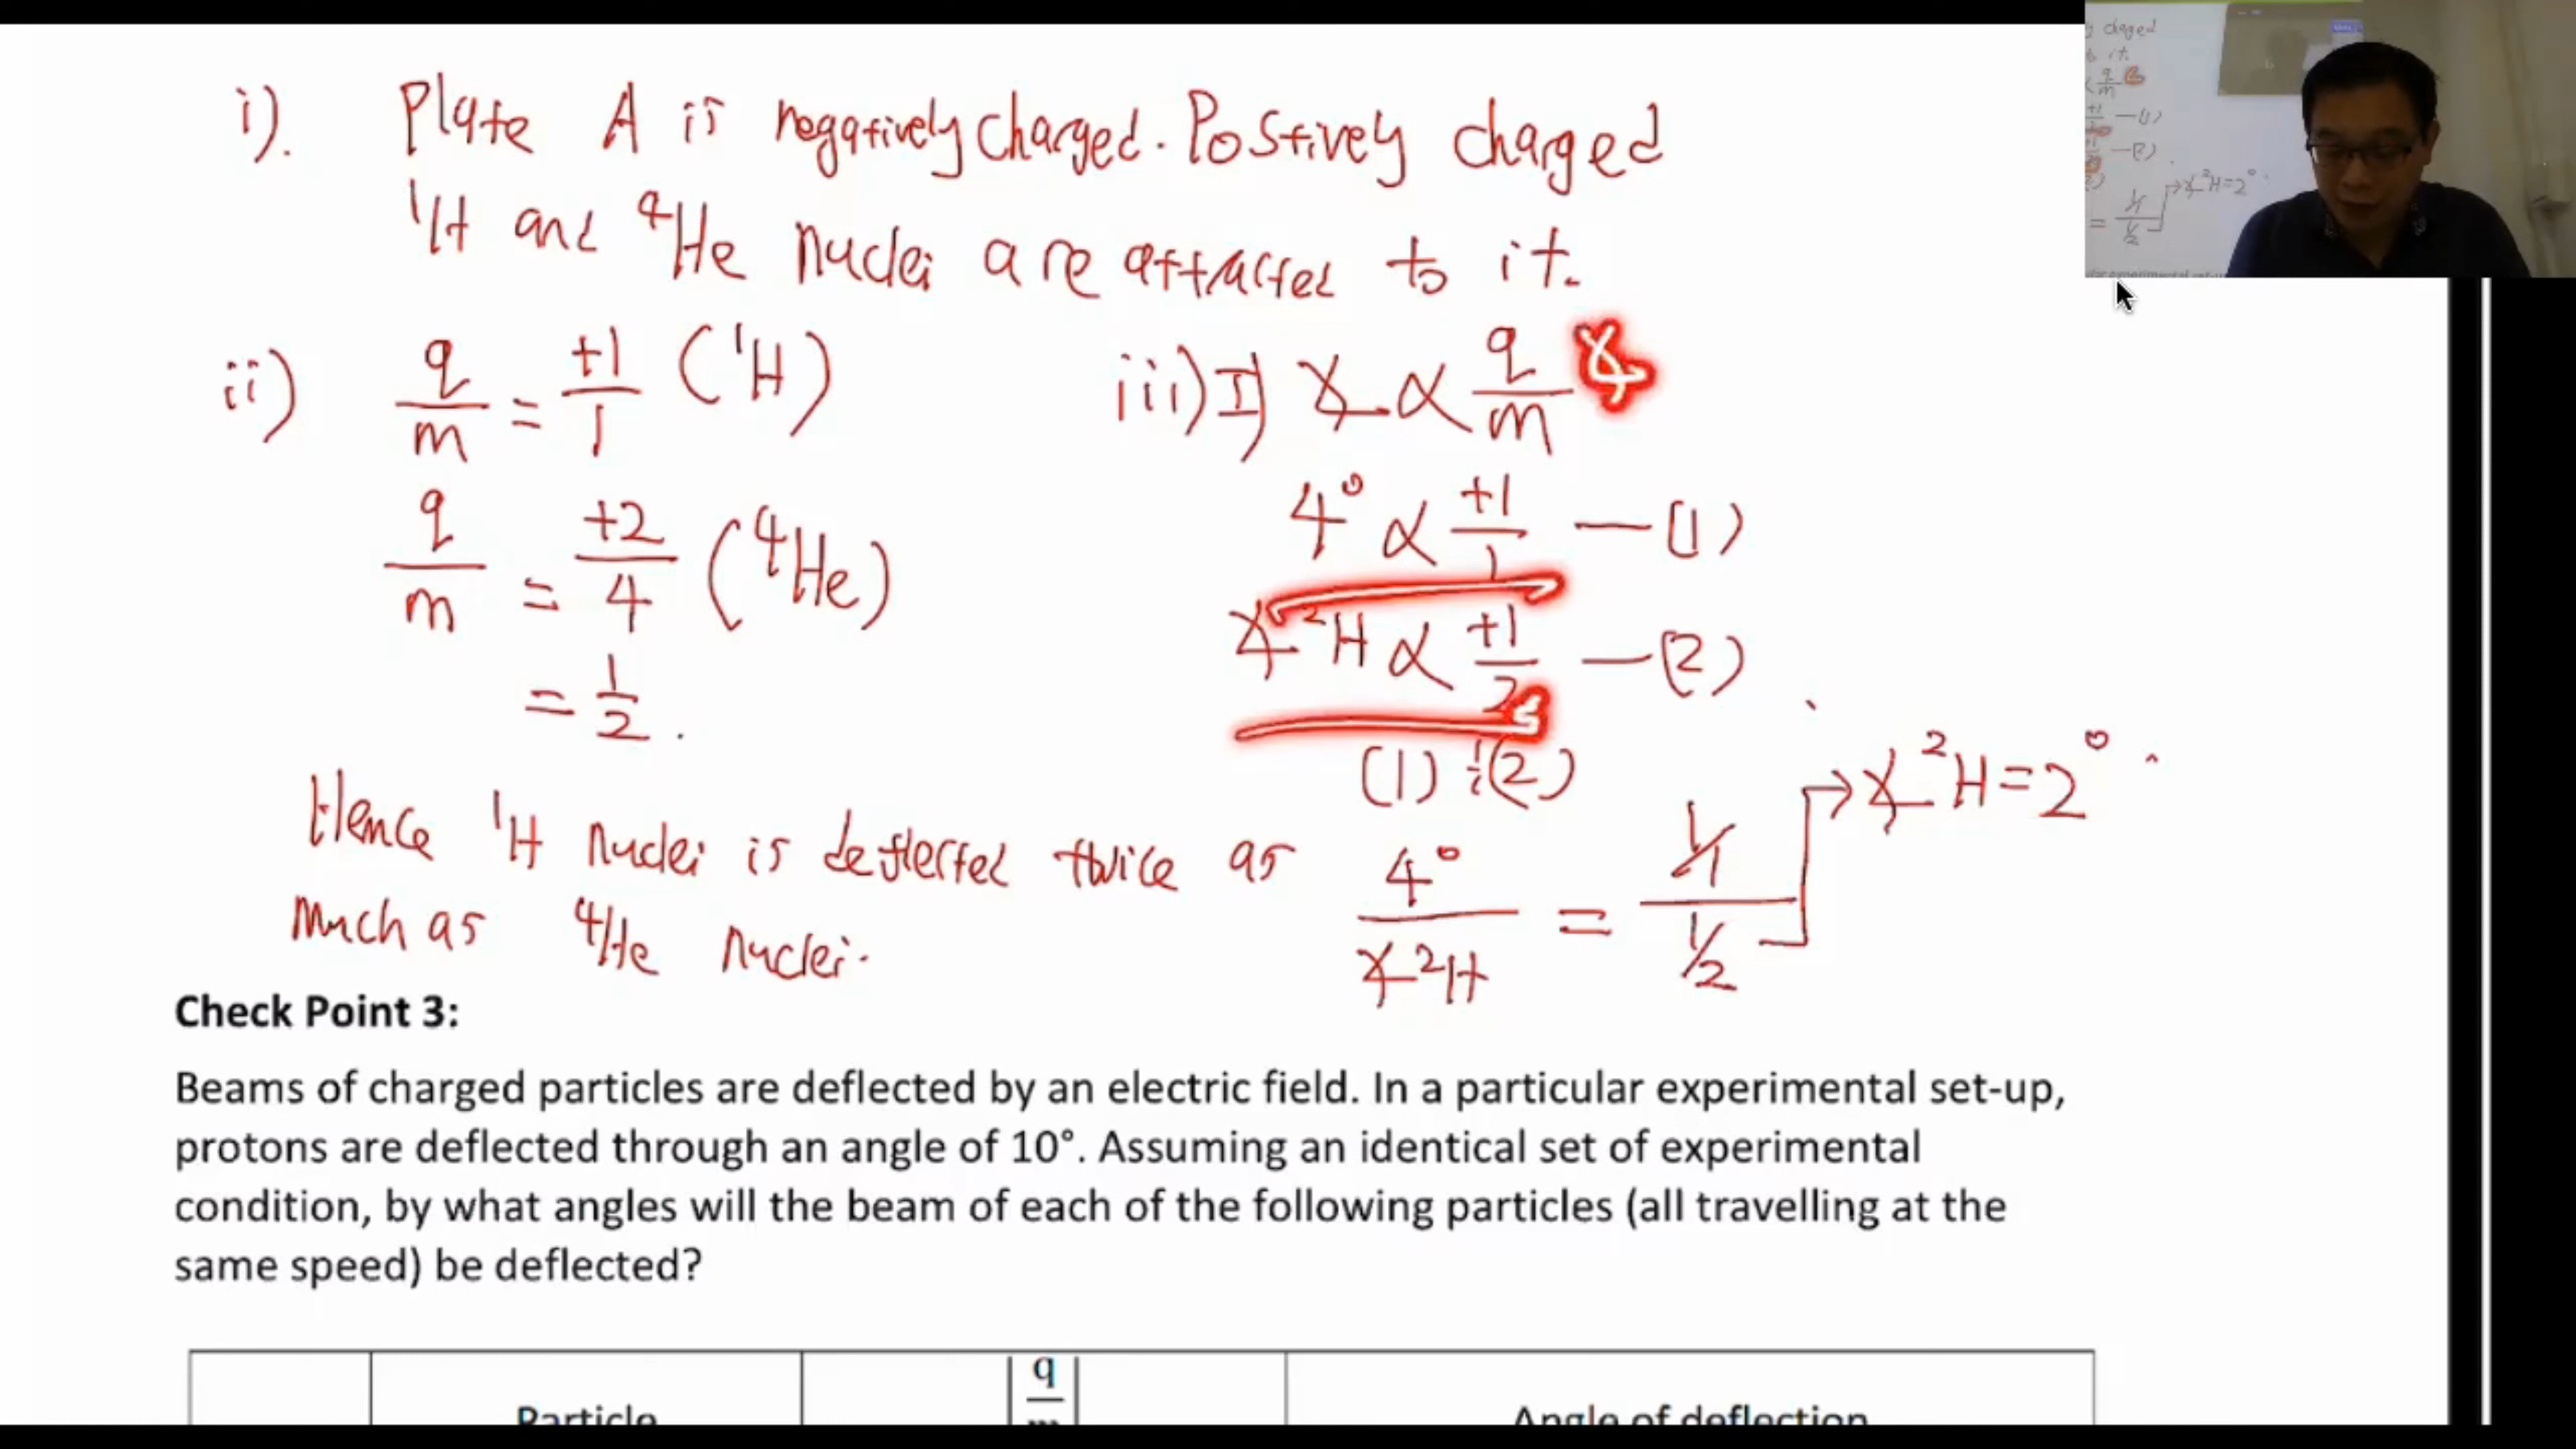 i). Plate A is negatively charged. Postively charged
¹H and ⁴He nuclei are attracted to it.
ii) q/m = +1/1 (¹H)
q/m = +2/4 (⁴He)
= 1/2.
Hence ¹H nuclei is deflected twice as
much as ⁴He nuclei.
iii) I) ∡ ∝ q/m
4° ∝ +1/1 —(1)
∡ ²H ∝ +1/2 —(2)
(1) ÷ (2)
4°/∡ ²H = (1/1)/(1/2)
→ ∡ ²H = 2°.
Check Point 3:
Beams of charged particles are deflected by an electric field. In a particular experimental set-up,
protons are deflected through an angle of 10°. Assuming an identical set of experimental
condition, by what angles will the beam of each of the following particles (all travelling at the
same speed) be deflected?
Particle |q/m| Angle of deflection